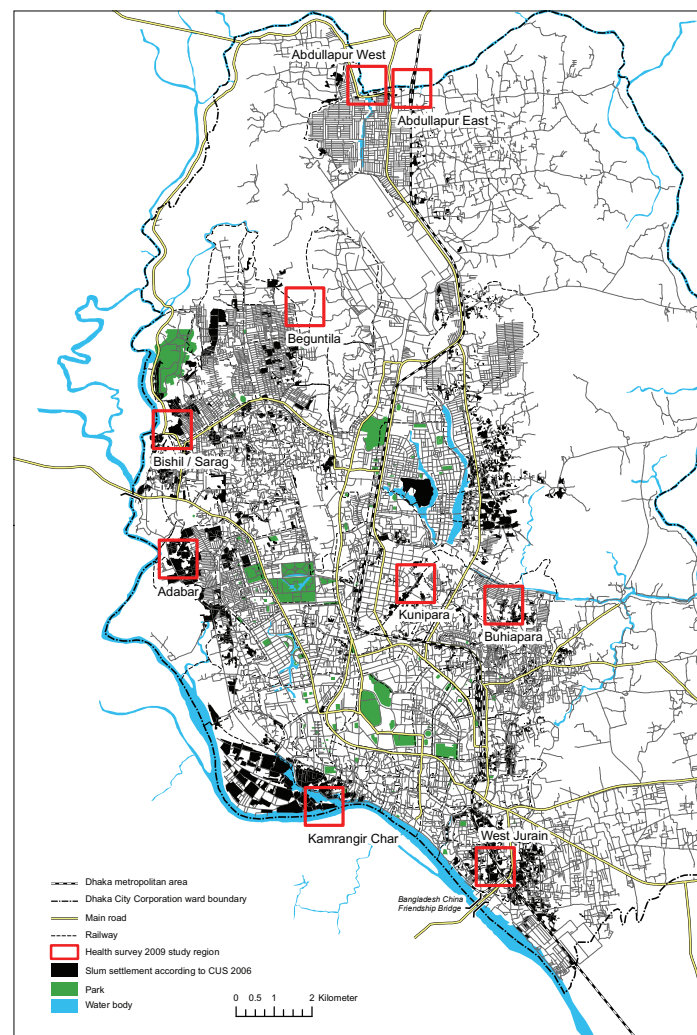 Abdullapur West
Abdullapur East
Beguntila
Bishil / Sarag
Adabar
Kunipara
Buhiapara
Kamrangir Char
West Jurain
Bangladesh China
Friendship Bridge
Dhaka metropolitan area
Dhaka City Corporation ward boundary
Main road
Railway
Health survey 2009 study region
Slum settlement according to CUS 2006
Park
Water body
0 0.5 1 2 Kilometer